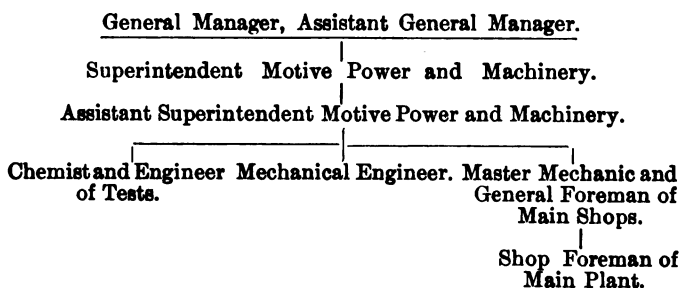 General Manager, Assistant General Manager.
Superintendent Motive Power and Machinery.
Assistant Superintendent Motive Power and Machinery.
Chemist and Engineer of Tests.
Mechanical Engineer.
Master Mechanic and General Foreman of Main Shops.
Shop Foreman of Main Plant.